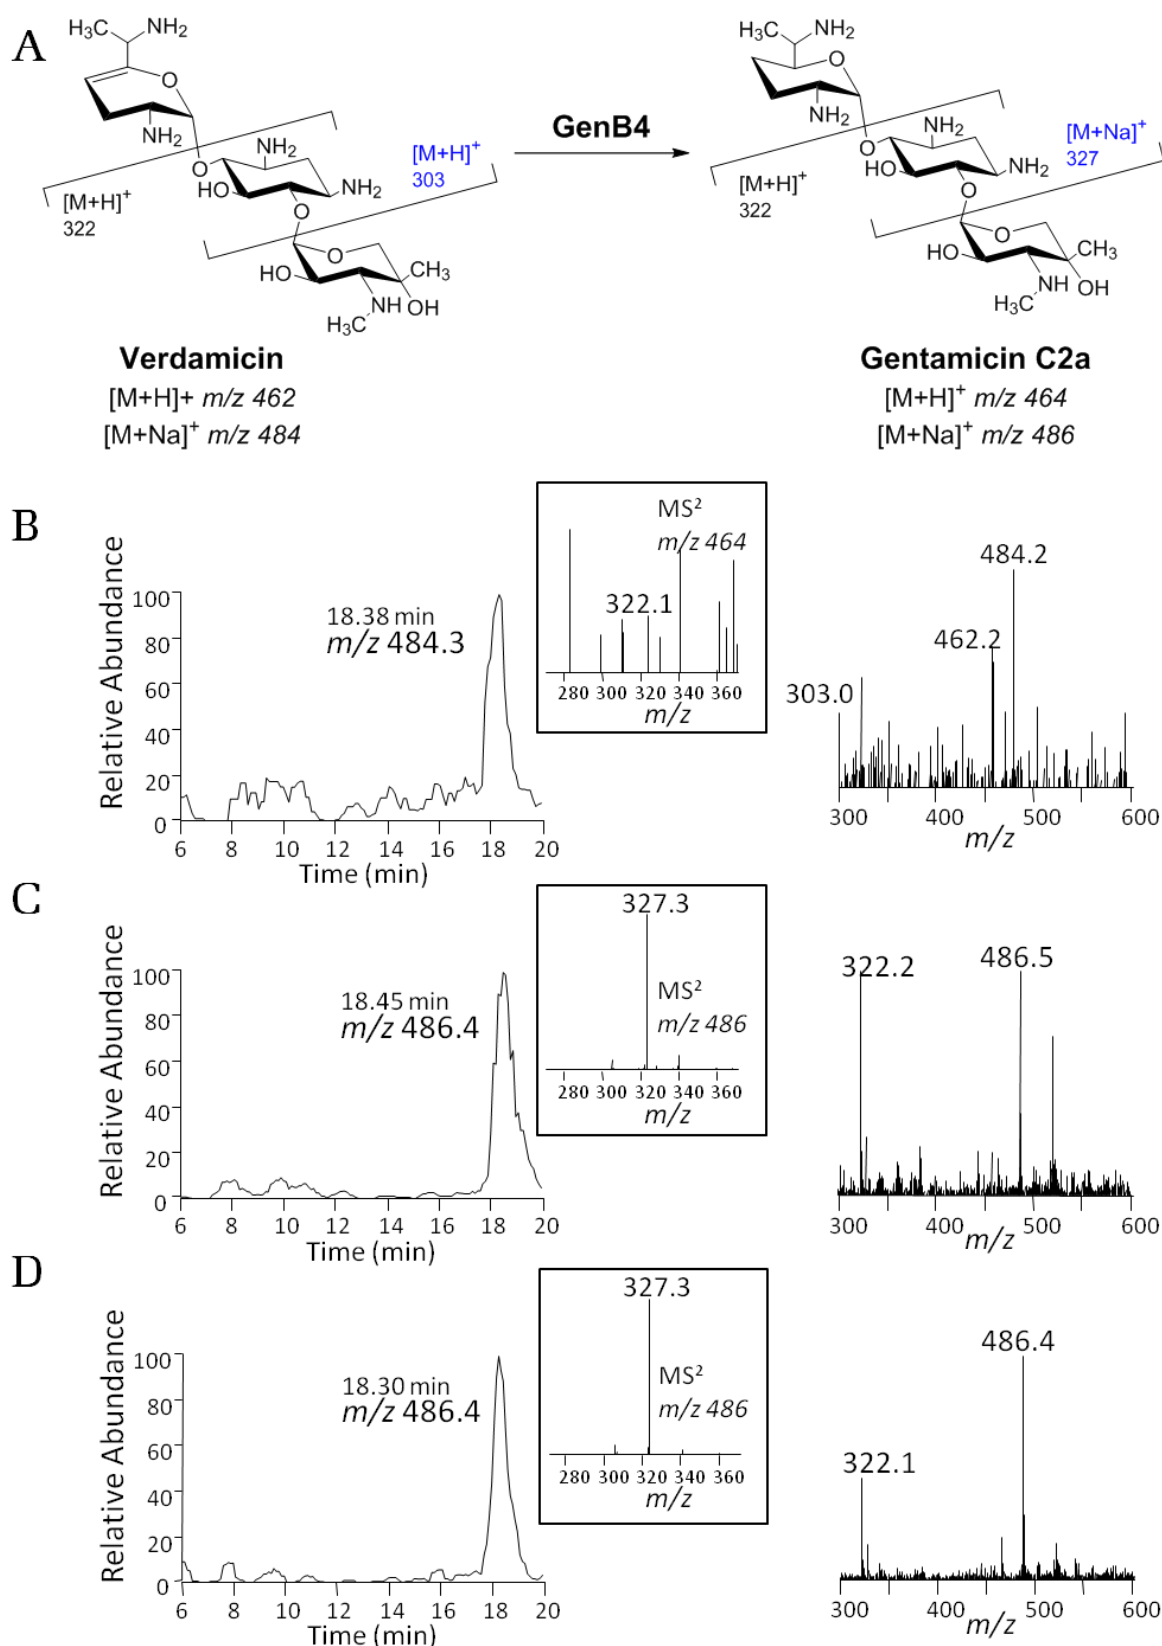 A
H₃C NH₂
O
NH₂
O
NH₂
HO
NH₂
O
O
HO
CH₃
NH
OH
H₃C
[M+H]⁺
322
[M+H]⁺
303
GenB4
H₃C NH₂
O
NH₂
O
NH₂
HO
NH₂
O
O
HO
CH₃
NH
OH
H₃C
[M+H]⁺
322
[M+Na]⁺
327
Verdamicin
[M+H]+ m/z 462
[M+Na]⁺ m/z 484
Gentamicin C2a
[M+H]⁺ m/z 464
[M+Na]⁺ m/z 486
B
Relative Abundance
100
80
60
40
20
0
6 8 10 12 14 16 18 20
Time (min)
18.38 min
m/z 484.3
MS²
m/z 464
322.1
280 300 320 340 360
m/z
484.2
462.2
303.0
300 400 500 600
m/z
C
Relative Abundance
100
80
60
40
20
0
6 8 10 12 14 16 18 20
Time (min)
18.45 min
m/z 486.4
327.3
MS²
m/z 486
280 300 320 340 360
m/z
322.2
486.5
300 400 500 600
m/z
D
Relative Abundance
100
80
60
40
20
0
6 8 10 12 14 16 18 20
Time (min)
18.30 min
m/z 486.4
327.3
MS²
m/z 486
280 300 320 340 360
m/z
486.4
322.1
300 400 500 600
m/z